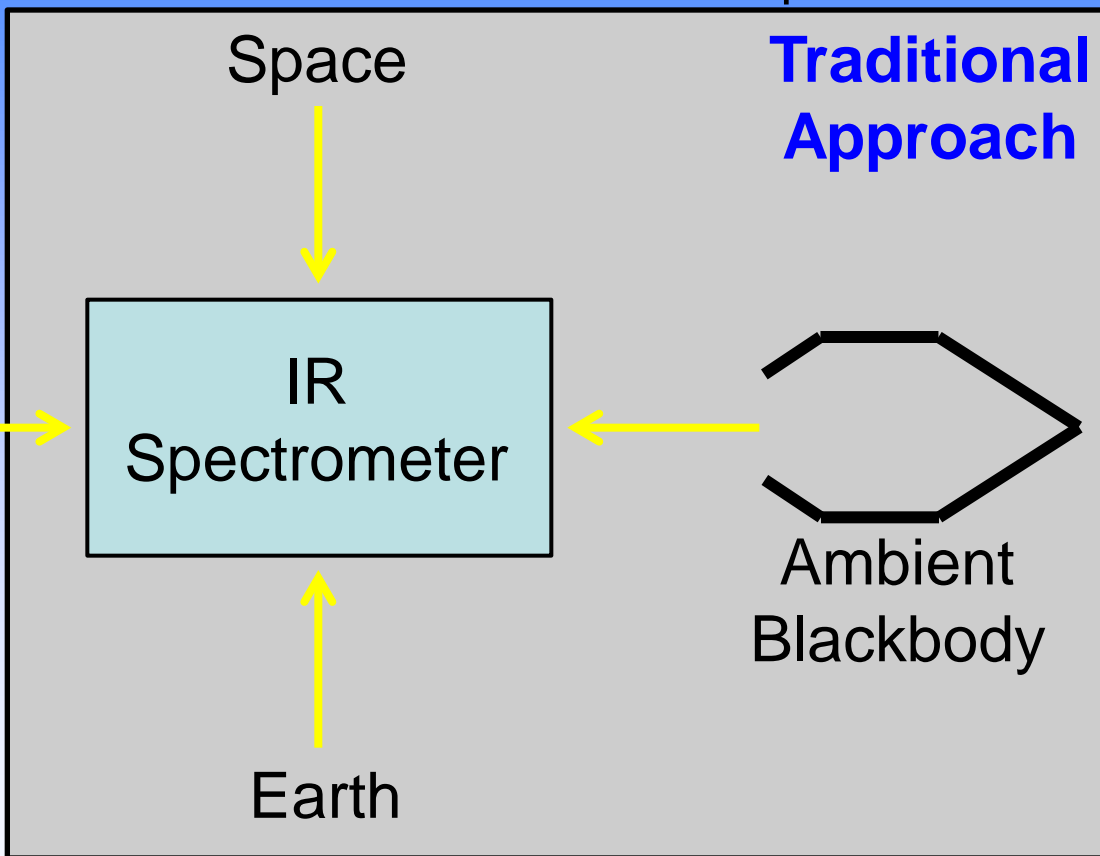 Space
Traditional
Approach
IR
Spectrometer
Ambient
Blackbody
Earth